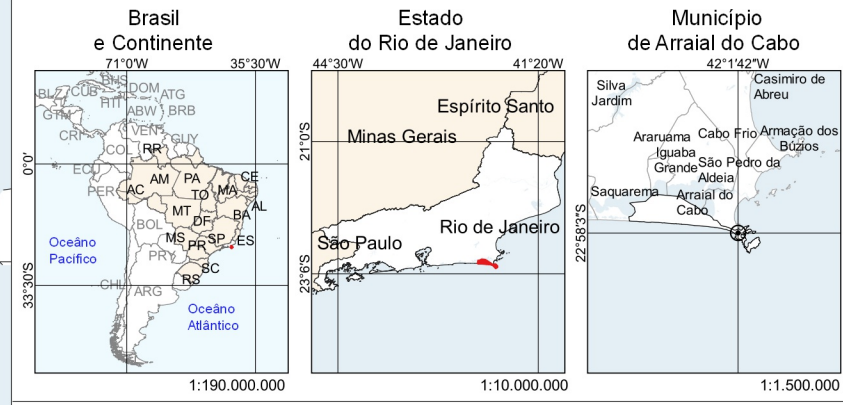 Brasil
e Continente
71°0'W 35°30'W
BHS
BLZ CUB DOM ATG
HTI
GTM ABW BRB
CRI VEN GUY
COL RR
0°0'
ECU AM PA CE
PER AC TO MA
AL
MT BA
BOL DF
MS SP ES
PR
Oceâno
Pacífico
PRY
SC
33°30'S
CHL ARG RS
Oceâno
Atlântico
1:190.000.000
Estado
do Rio de Janeiro
44°30'W 41°20'W
Espírito Santo
Minas Gerais
21°0'S
Rio de Janeiro
São Paulo
23°6'S
1:10.000.000
Município
de Arraial do Cabo
42°1'42"W
Silva
Jardim
Casimiro de
Abreu
Araruama Cabo Frio Armação dos
Búzios
Iguaba
Grande São Pedro da
Aldeia
Saquarema Arraial do
Cabo
22°58'3"S
1:1.500.000